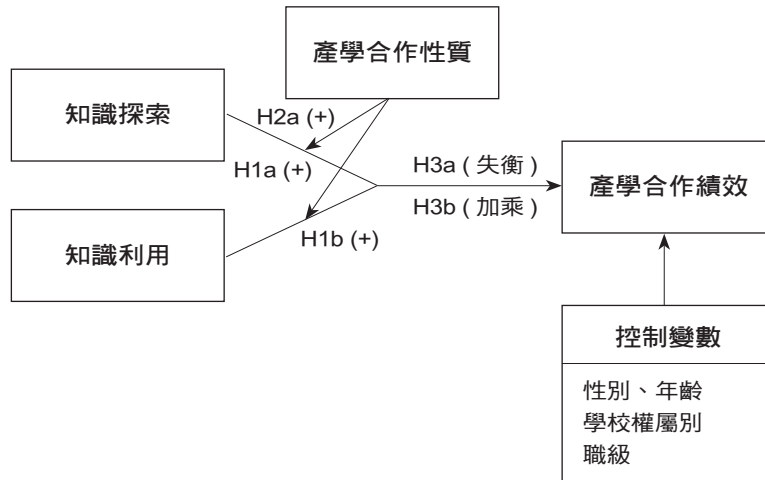 產學合作性質
知識探索
H2a (+)
H1a (+)
H3a ( 失衡 )
H3b ( 加乘 )
產學合作績效
知識利用
H1b (+)
控制變數
性別、年齡
學校權屬別
職級